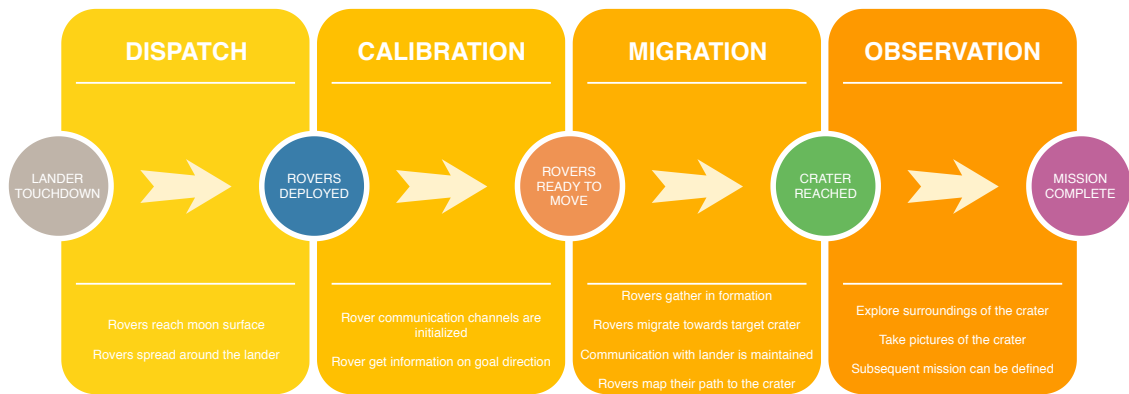 DISPATCH
CALIBRATION
MIGRATION
OBSERVATION
LANDER
TOUCHDOWN
ROVERS
DEPLOYED
ROVERS
READY TO
MOVE
CRATER
REACHED
MISSION
COMPLETE
Rovers reach moon surface
Rovers spread around the lander
Rover communication channels are
initialized
Rover get information on goal direction
Rovers gather in formation
Rovers migrate towards target crater
Communication with lander is maintained
Rovers map their path to the crater
Explore surroundings of the crater
Take pictures of the crater
Subsequent mission can be defined